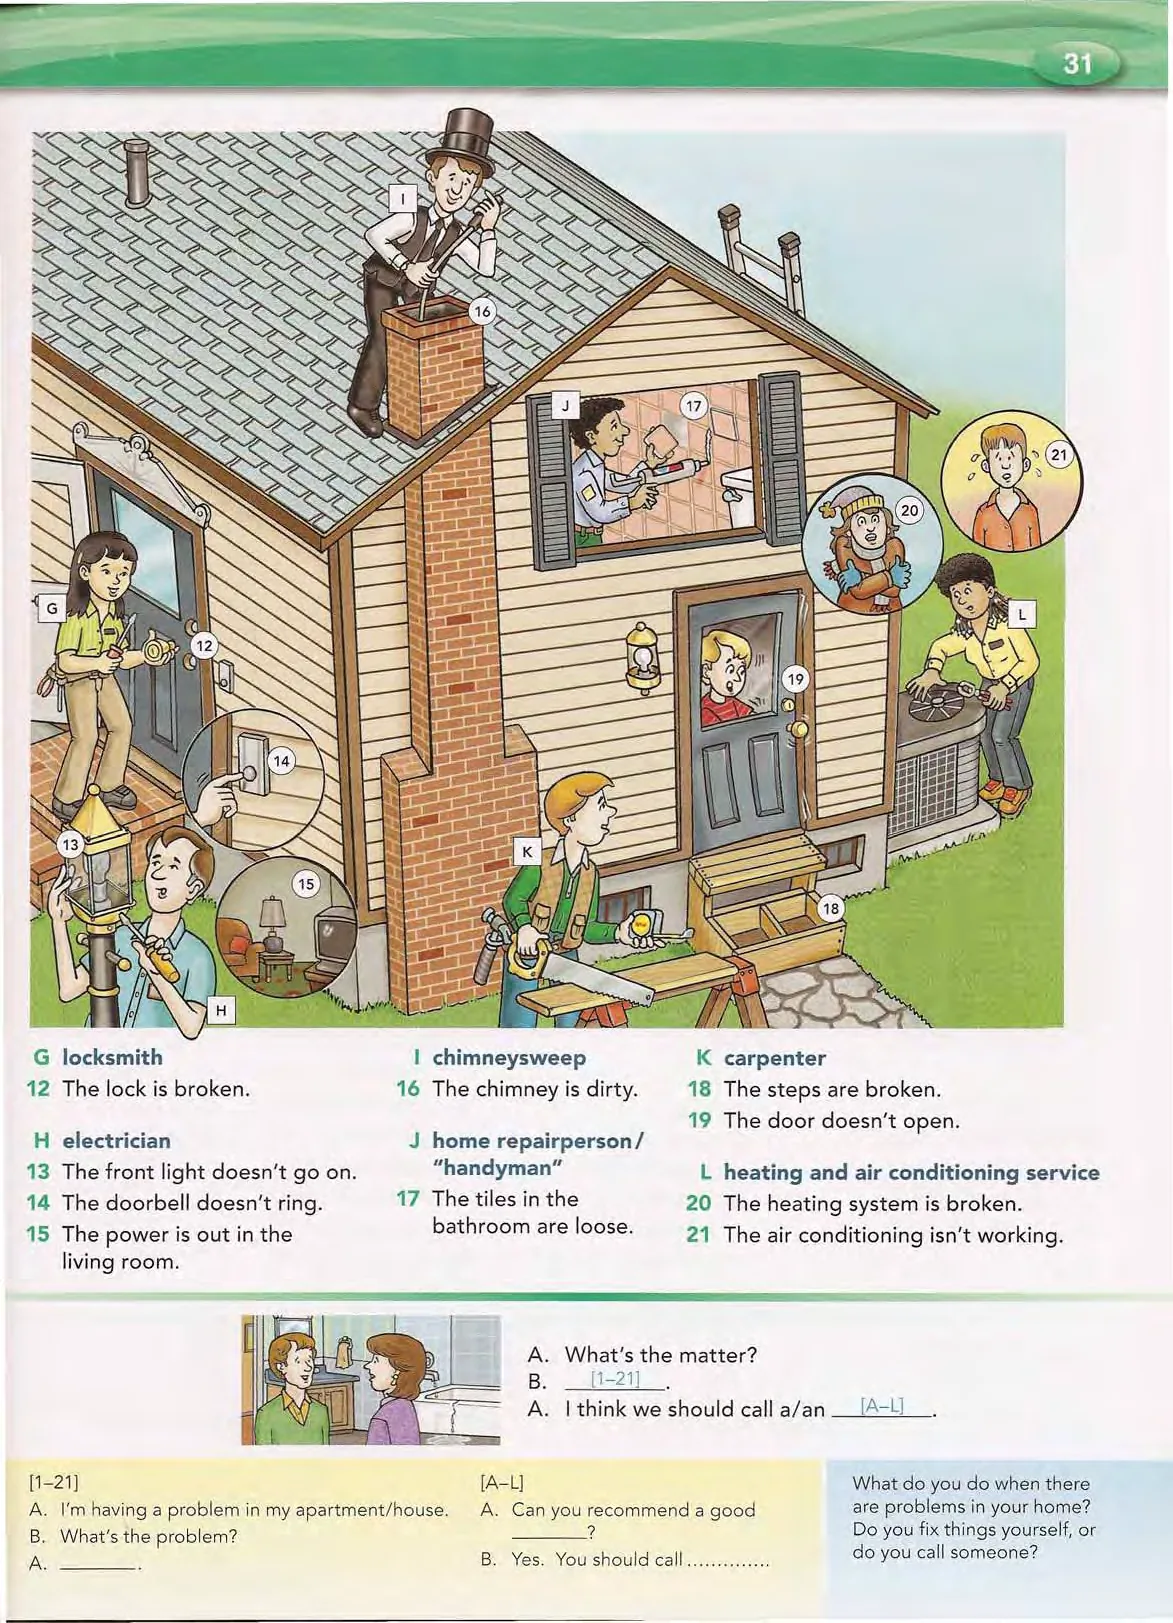 31
I
16
J
17
21
20
G
L
12
19
14
13
K
15
18
H
G locksmith
12 The lock is broken.
H electrician
13 The front light doesn't go on.
14 The doorbell doesn't ring.
15 The power is out in the
living room.
I chimneysweep
16 The chimney is dirty.
J home repairperson/
"handyman"
17 The tiles in the
bathroom are loose.
K carpenter
18 The steps are broken.
19 The door doesn't open.
L heating and air conditioning service
20 The heating system is broken.
21 The air conditioning isn't working.
A. What's the matter?
B. [1–21] .
A. I think we should call a/an [A–L] .
[1–21]
A. I'm having a problem in my apartment/house.
B. What's the problem?
A. ________.
[A–L]
A. Can you recommend a good
________?
B. Yes. You should call..............
What do you do when there
are problems in your home?
Do you fix things yourself, or
do you call someone?